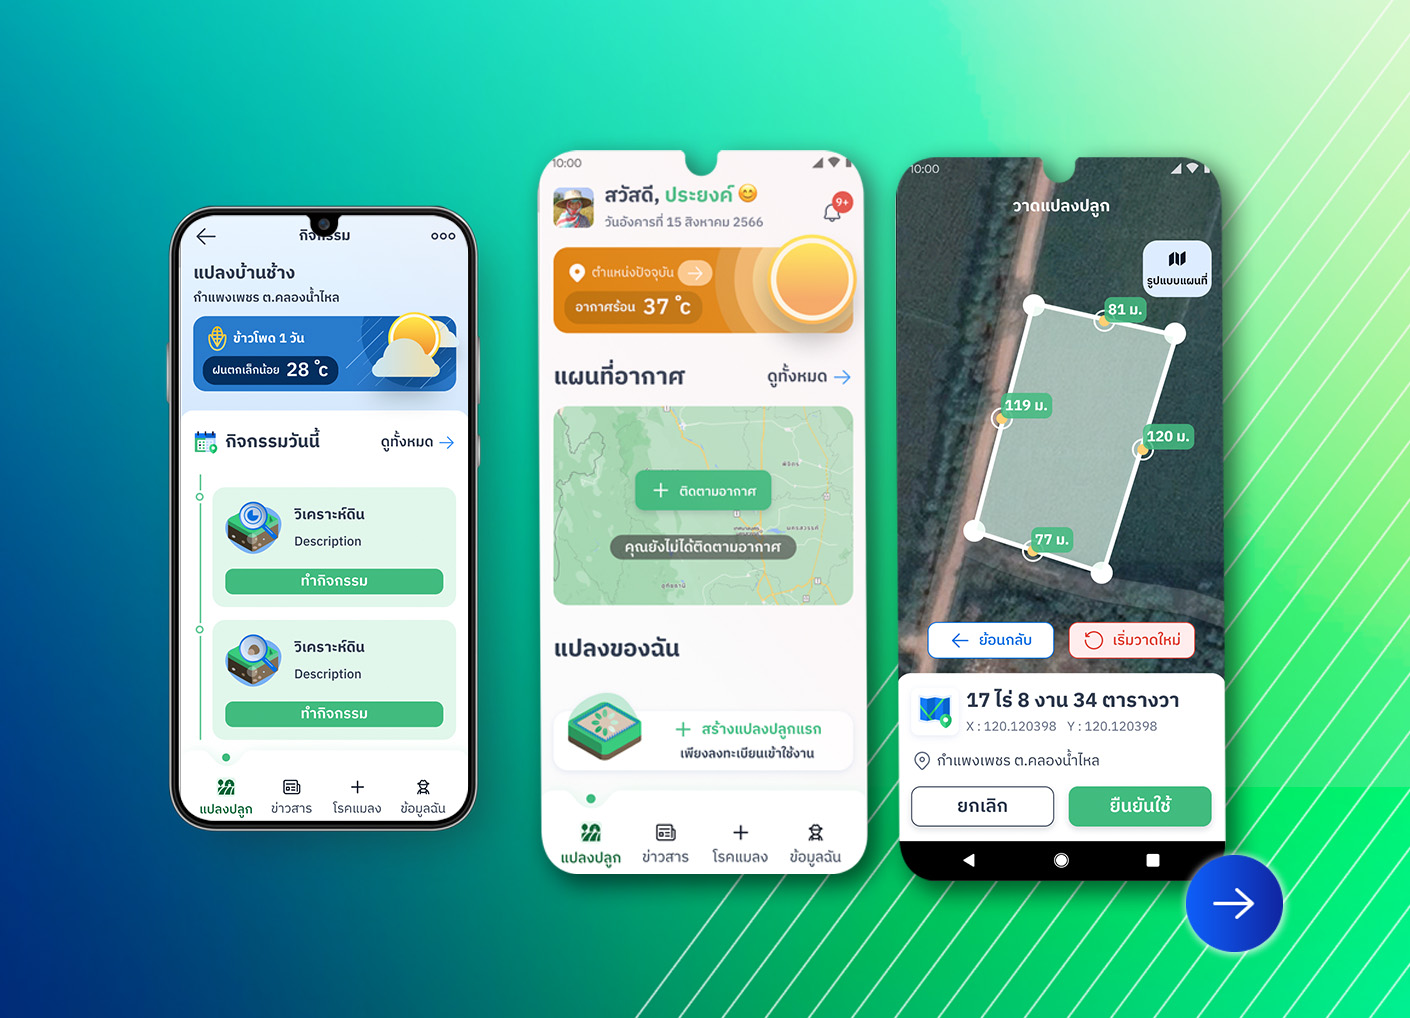 กิจกรรม
แปลงบ้านช้าง
กำแพงเพชร ต.คลองน้ำไหล
ข้าวโพด 1 วัน
ฝนตกเล็กน้อย 28 °c
กิจกรรมวันนี้
ดูทั้งหมด
วิเคราะห์ดิน
Description
ทำกิจกรรม
วิเคราะห์ดิน
Description
ทำกิจกรรม
แปลงปลูก ข่าวสาร โรคแมลง ข้อมูลฉัน
10:00
สวัสดี, ประยงค์
วันอังคารที่ 15 สิงหาคม 2566
9+
ตำแหน่งปัจจุบัน
อากาศร้อน 37 °c
แผนที่อากาศ
ดูทั้งหมด
พิจิตร
+ ติดตามอากาศ
นครสวรรค์
คุณยังไม่ได้ติดตามอากาศ
อุทัยธานี
แปลงของฉัน
+ สร้างแปลงปลูกแรก
เพียงลงทะเบียนเข้าใช้งาน
แปลงปลูก ข่าวสาร โรคแมลง ข้อมูลฉัน
10:00
วาดแปลงปลูก
รูปแบบแผนที่
81 ม.
119 ม.
120 ม.
77 ม.
ย้อนกลับ
เริ่มวาดใหม่
17 ไร่ 8 งาน 34 ตารางวา
X : 120.120398 Y : 120.120398
กำแพงเพชร ต.คลองน้ำไหล
ยกเลิก
ยืนยันใช้